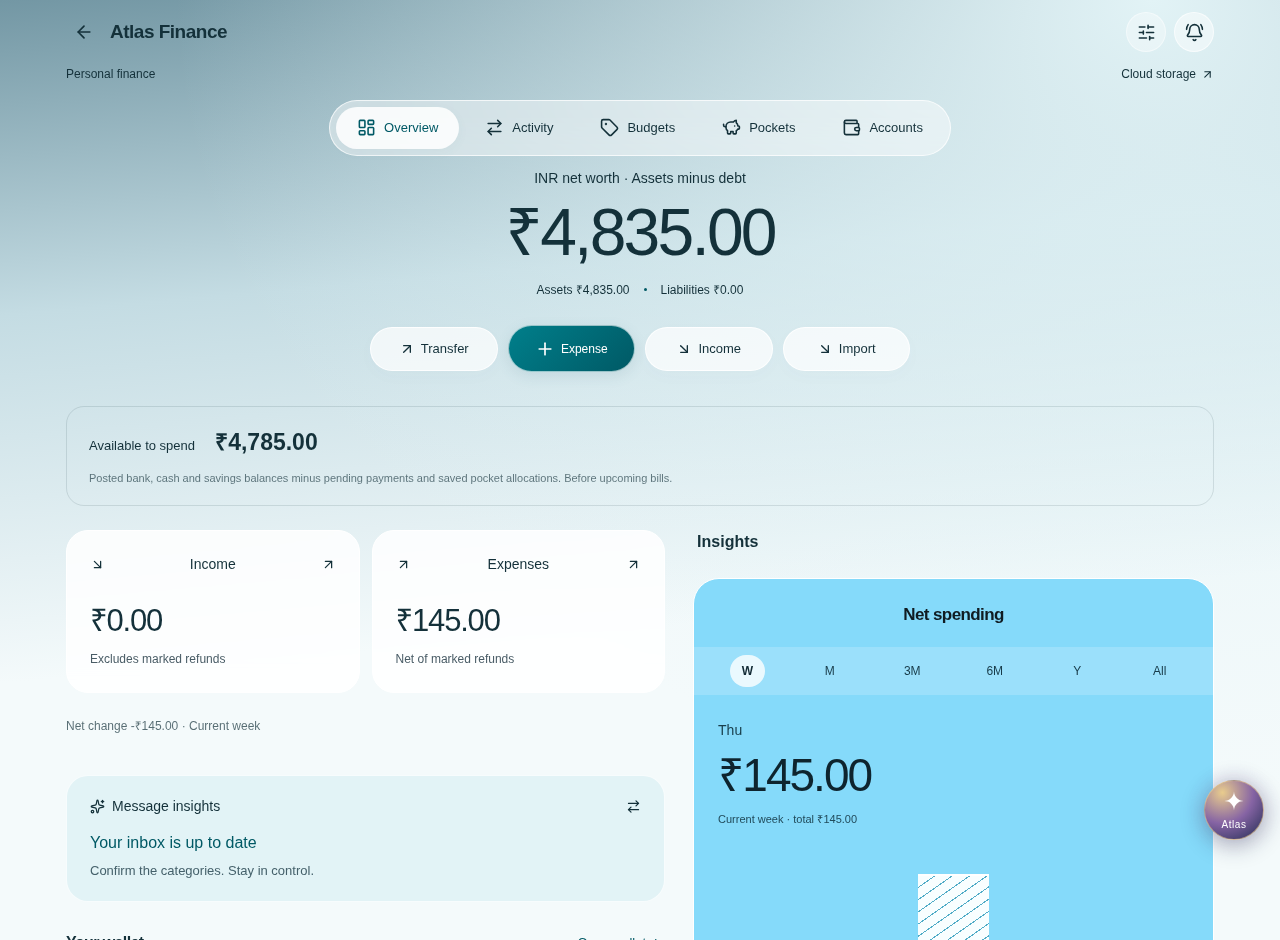 Atlas Finance
Personal finance
Cloud storage
Overview
Activity
Budgets
Pockets
Accounts
INR net worth · Assets minus debt
₹4,835.00
Assets ₹4,835.00 • Liabilities ₹0.00
Transfer
Expense
Income
Import
Available to spend ₹4,785.00
Posted bank, cash and savings balances minus pending payments and saved pocket allocations. Before upcoming bills.
Income
₹0.00
Excludes marked refunds
Expenses
₹145.00
Net of marked refunds
Net change -₹145.00 · Current week
Message insights
Your inbox is up to date
Confirm the categories. Stay in control.
Insights
Net spending
W M 3M 6M Y All
Thu
₹145.00
Current week · total ₹145.00
Atlas